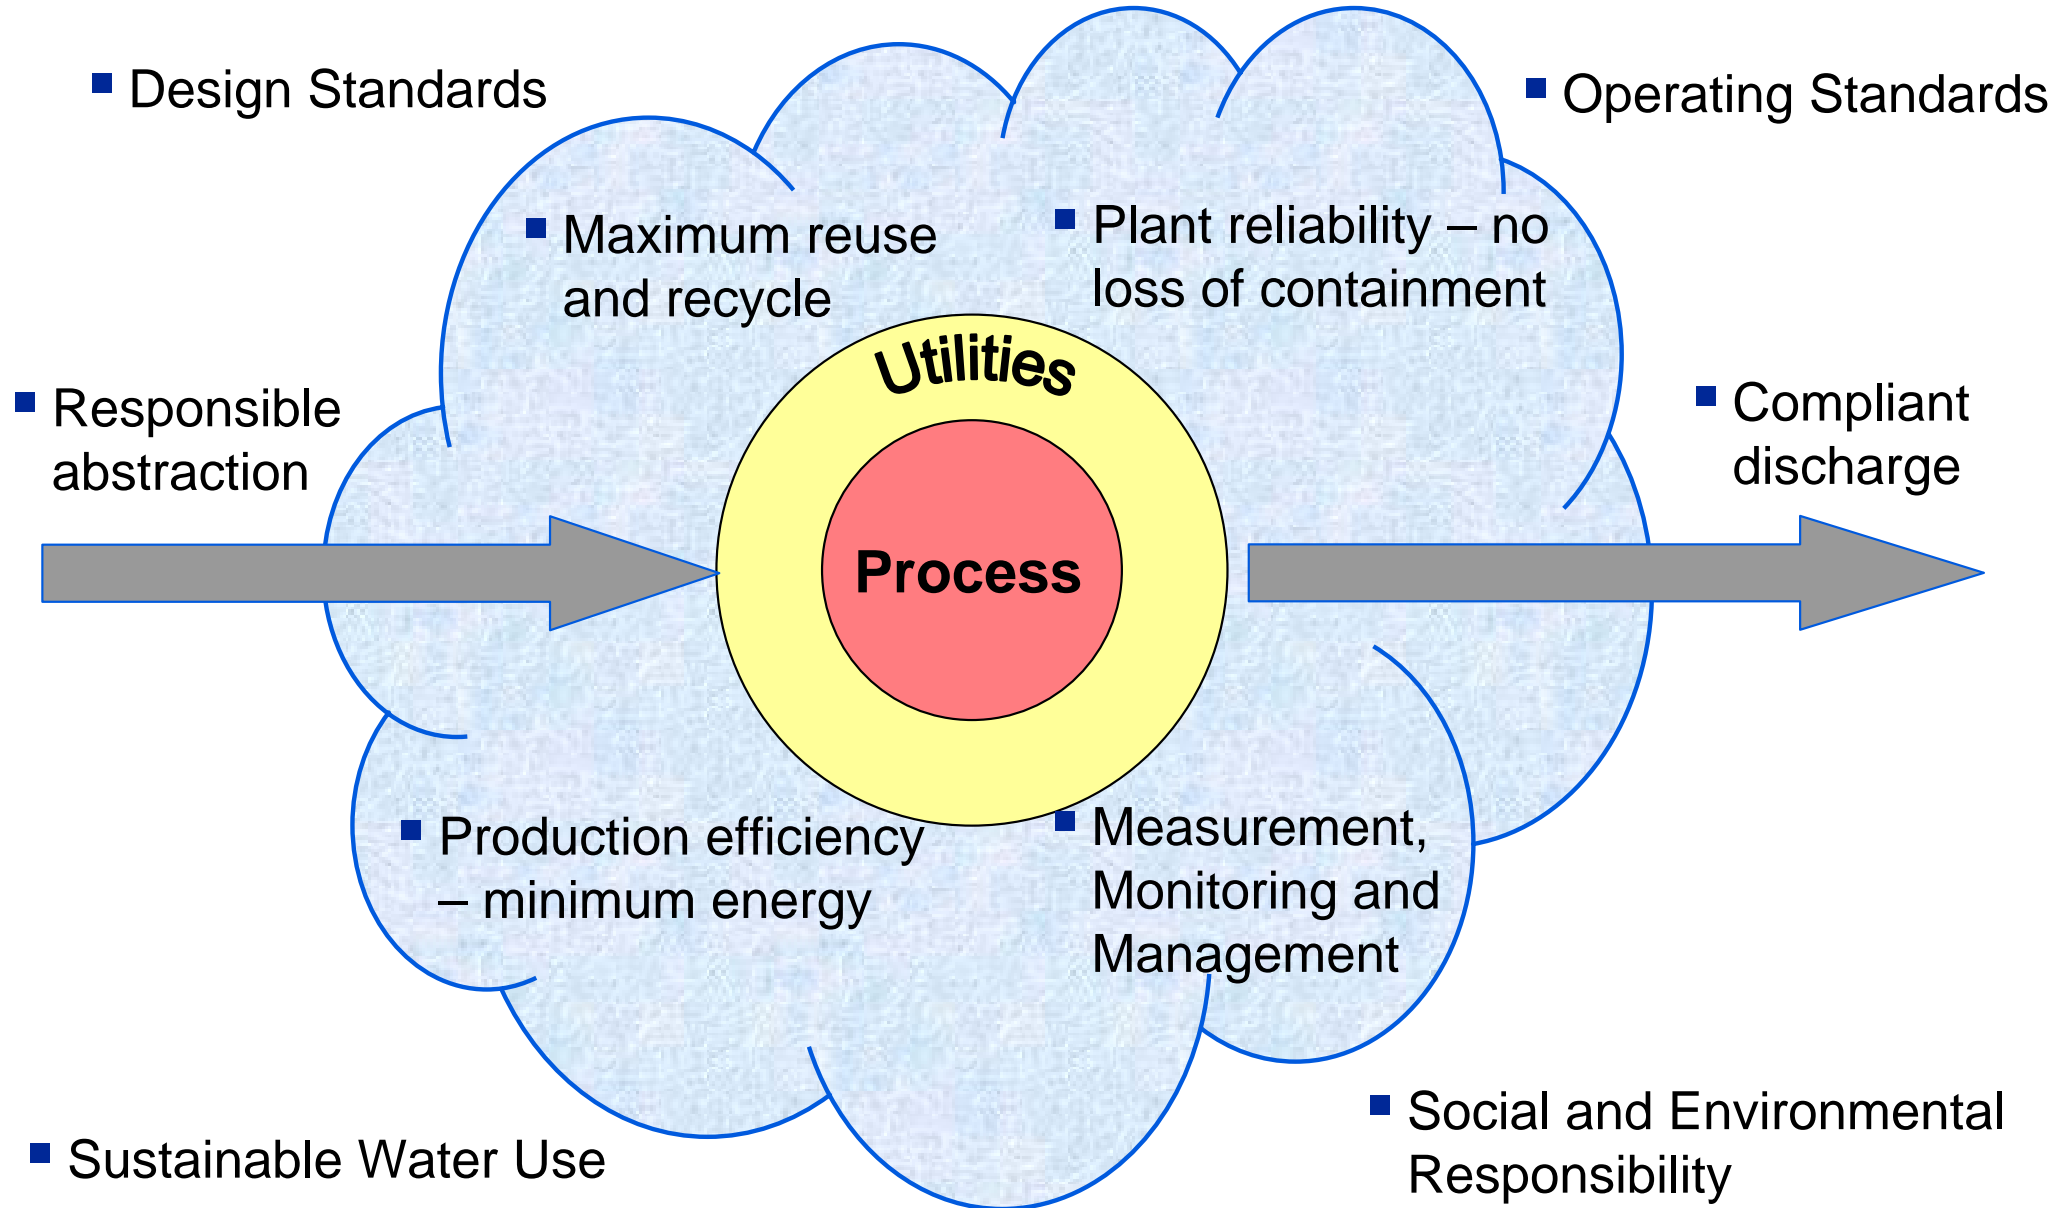 Design Standards
Operating Standards
Maximum reuse
and recycle
Plant reliability – no
loss of containment
Utilities
Responsible
abstraction
Compliant
discharge
Process
Production efficiency
– minimum energy
Measurement,
Monitoring and
Management
Sustainable Water Use
Social and Environmental
Responsibility